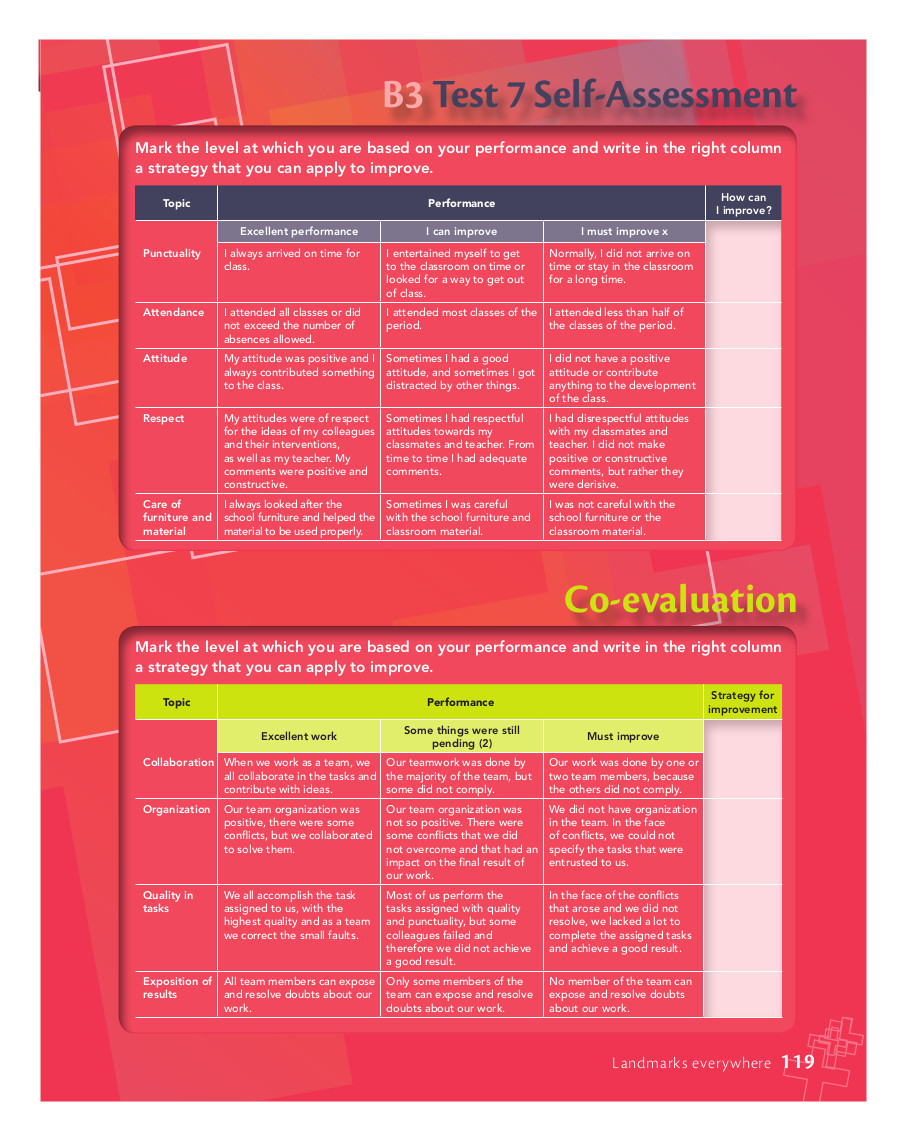 B3 Test 7 Self-Assessment
Mark the level at which you are based on your performance and write in the right column
a strategy that you can apply to improve.
Topic
Performance
How can
I improve?
Excellent performance
I can improve
I must improve x
Punctuality
I always arrived on time for
class.
I entertained myself to get
to the classroom on time or
looked for a way to get out
of class.
Normally, I did not arrive on
time or stay in the classroom
for a long time.
Attendance
I attended all classes or did
not exceed the number of
absences allowed.
I attended most classes of the
period.
I attended less than half of
the classes of the period.
Attitude
My attitude was positive and I
always contributed something
to the class.
Sometimes I had a good
attitude, and sometimes I got
distracted by other things.
I did not have a positive
attitude or contribute
anything to the development
of the class.
Respect
My attitudes were of respect
for the ideas of my colleagues
and their interventions,
as well as my teacher. My
comments were positive and
constructive.
Sometimes I had respectful
attitudes towards my
classmates and teacher. From
time to time I had adequate
comments.
I had disrespectful attitudes
with my classmates and
teacher. I did not make
positive or constructive
comments, but rather they
were derisive.
Care of
furniture and
material
I always looked after the
school furniture and helped the
material to be used properly.
Sometimes I was careful
with the school furniture and
classroom material.
I was not careful with the
school furniture or the
classroom material.
Co-evaluation
Mark the level at which you are based on your performance and write in the right column
a strategy that you can apply to improve.
Topic
Performance
Strategy for
improvement
Excellent work
Some things were still
pending (2)
Must improve
Collaboration
When we work as a team, we
all collaborate in the tasks and
contribute with ideas.
Our teamwork was done by
the majority of the team, but
some did not comply.
Our work was done by one or
two team members, because
the others did not comply.
Organization
Our team organization was
positive, there were some
conflicts, but we collaborated
to solve them.
Our team organization was
not so positive. There were
some conflicts that we did
not overcome and that had an
impact on the final result of
our work.
We did not have organization
in the team. In the face
of conflicts, we could not
specify the tasks that were
entrusted to us.
Quality in
tasks
We all accomplish the task
assigned to us, with the
highest quality and as a team
we correct the small faults.
Most of us perform the
tasks assigned with quality
and punctuality, but some
colleagues failed and
therefore we did not achieve
a good result.
In the face of the conflicts
that arose and we did not
resolve, we lacked a lot to
complete the assigned tasks
and achieve a good result.
Exposition of
results
All team members can expose
and resolve doubts about our
work.
Only some members of the
team can expose and resolve
doubts about our work.
No member of the team can
expose and resolve doubts
about our work.
Landmarks everywhere 119